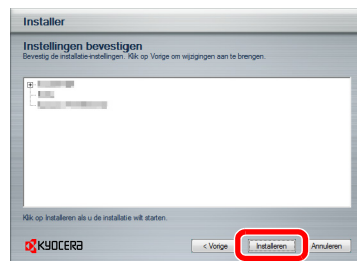 Installer
Instellingen bevestigen
Bevestig de installatie-instellingen. Klik op Vorige om wijzigingen aan te brengen.
Klik op Installeren als u de installatie wilt starten.
KYOCERA
< Vorige
Installeren
Annuleren